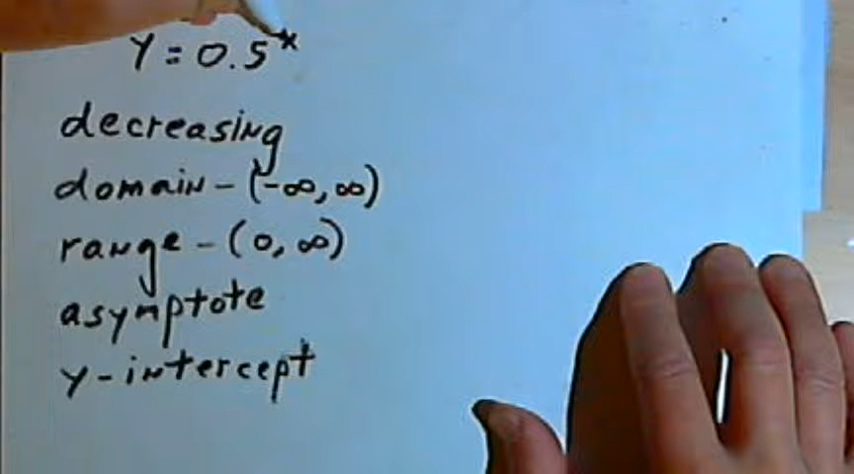 Y = 0.5^x
decreasing
domain - (-∞, ∞)
range - (0, ∞)
asymptote
y-intercept